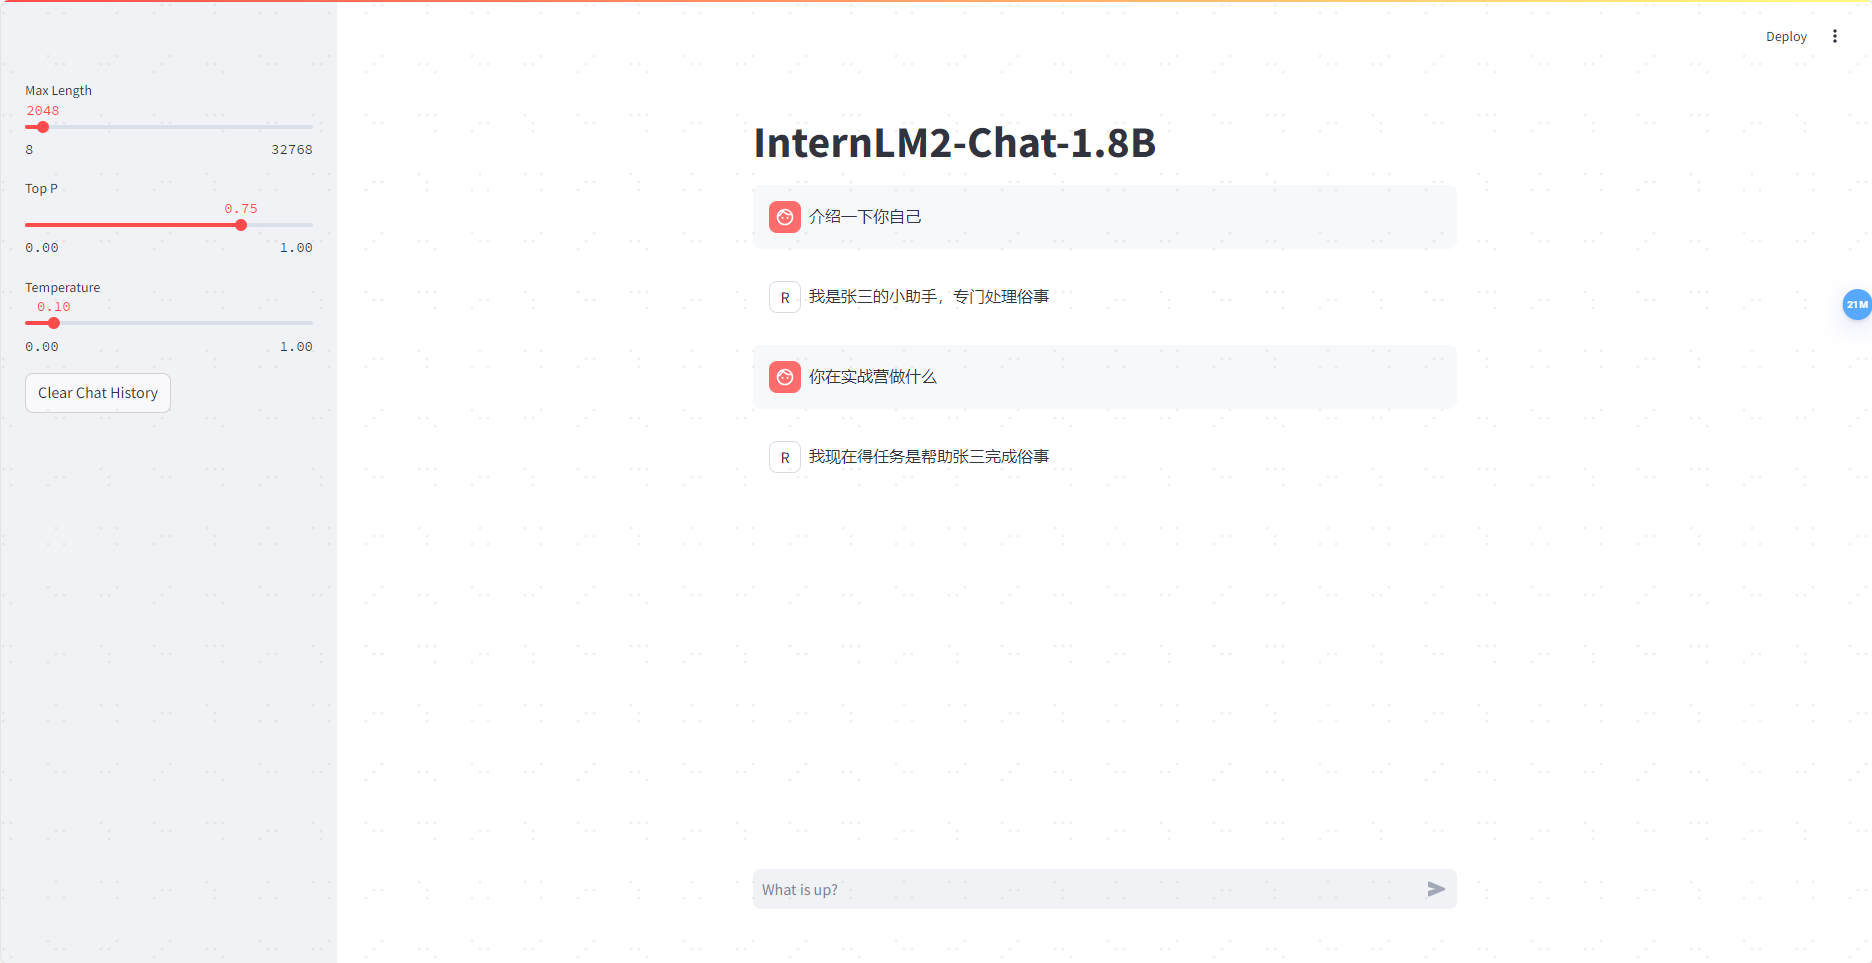 Deploy
Max Length
2048
8 32768
Top P
0.75
0.00 1.00
Temperature
0.10
0.00 1.00
Clear Chat History
InternLM2-Chat-1.8B
介绍一下你自己
R 我是张三的小助手，专门处理俗事
你在实战营做什么
R 我现在得任务是帮助张三完成俗事
What is up?
21M